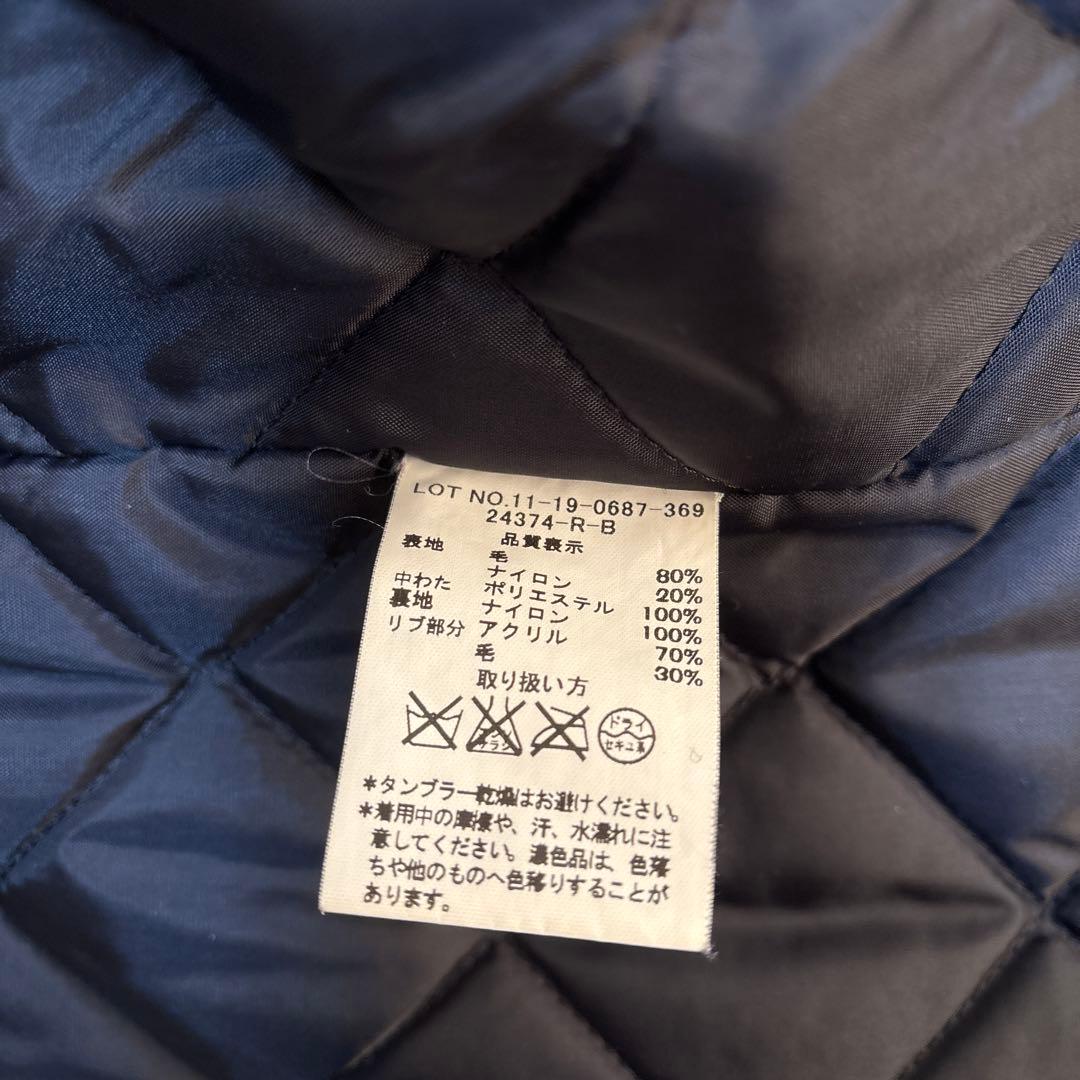 LOT NO.11-19-0687-369
24374-R-B
品質表示
表地 毛 80%
ナイロン 20%
中わた ポリエステル 100%
裏地 ナイロン 100%
リブ部分 アクリル 70%
毛 30%
取り扱い方
ドライ
セキユ系
*タンブラー乾燥はお避けください。
*着用中の摩擦や、汗、水濡れに注
意してください。濃色品は、色落
ちや他のものへ色移りすることが
あります。